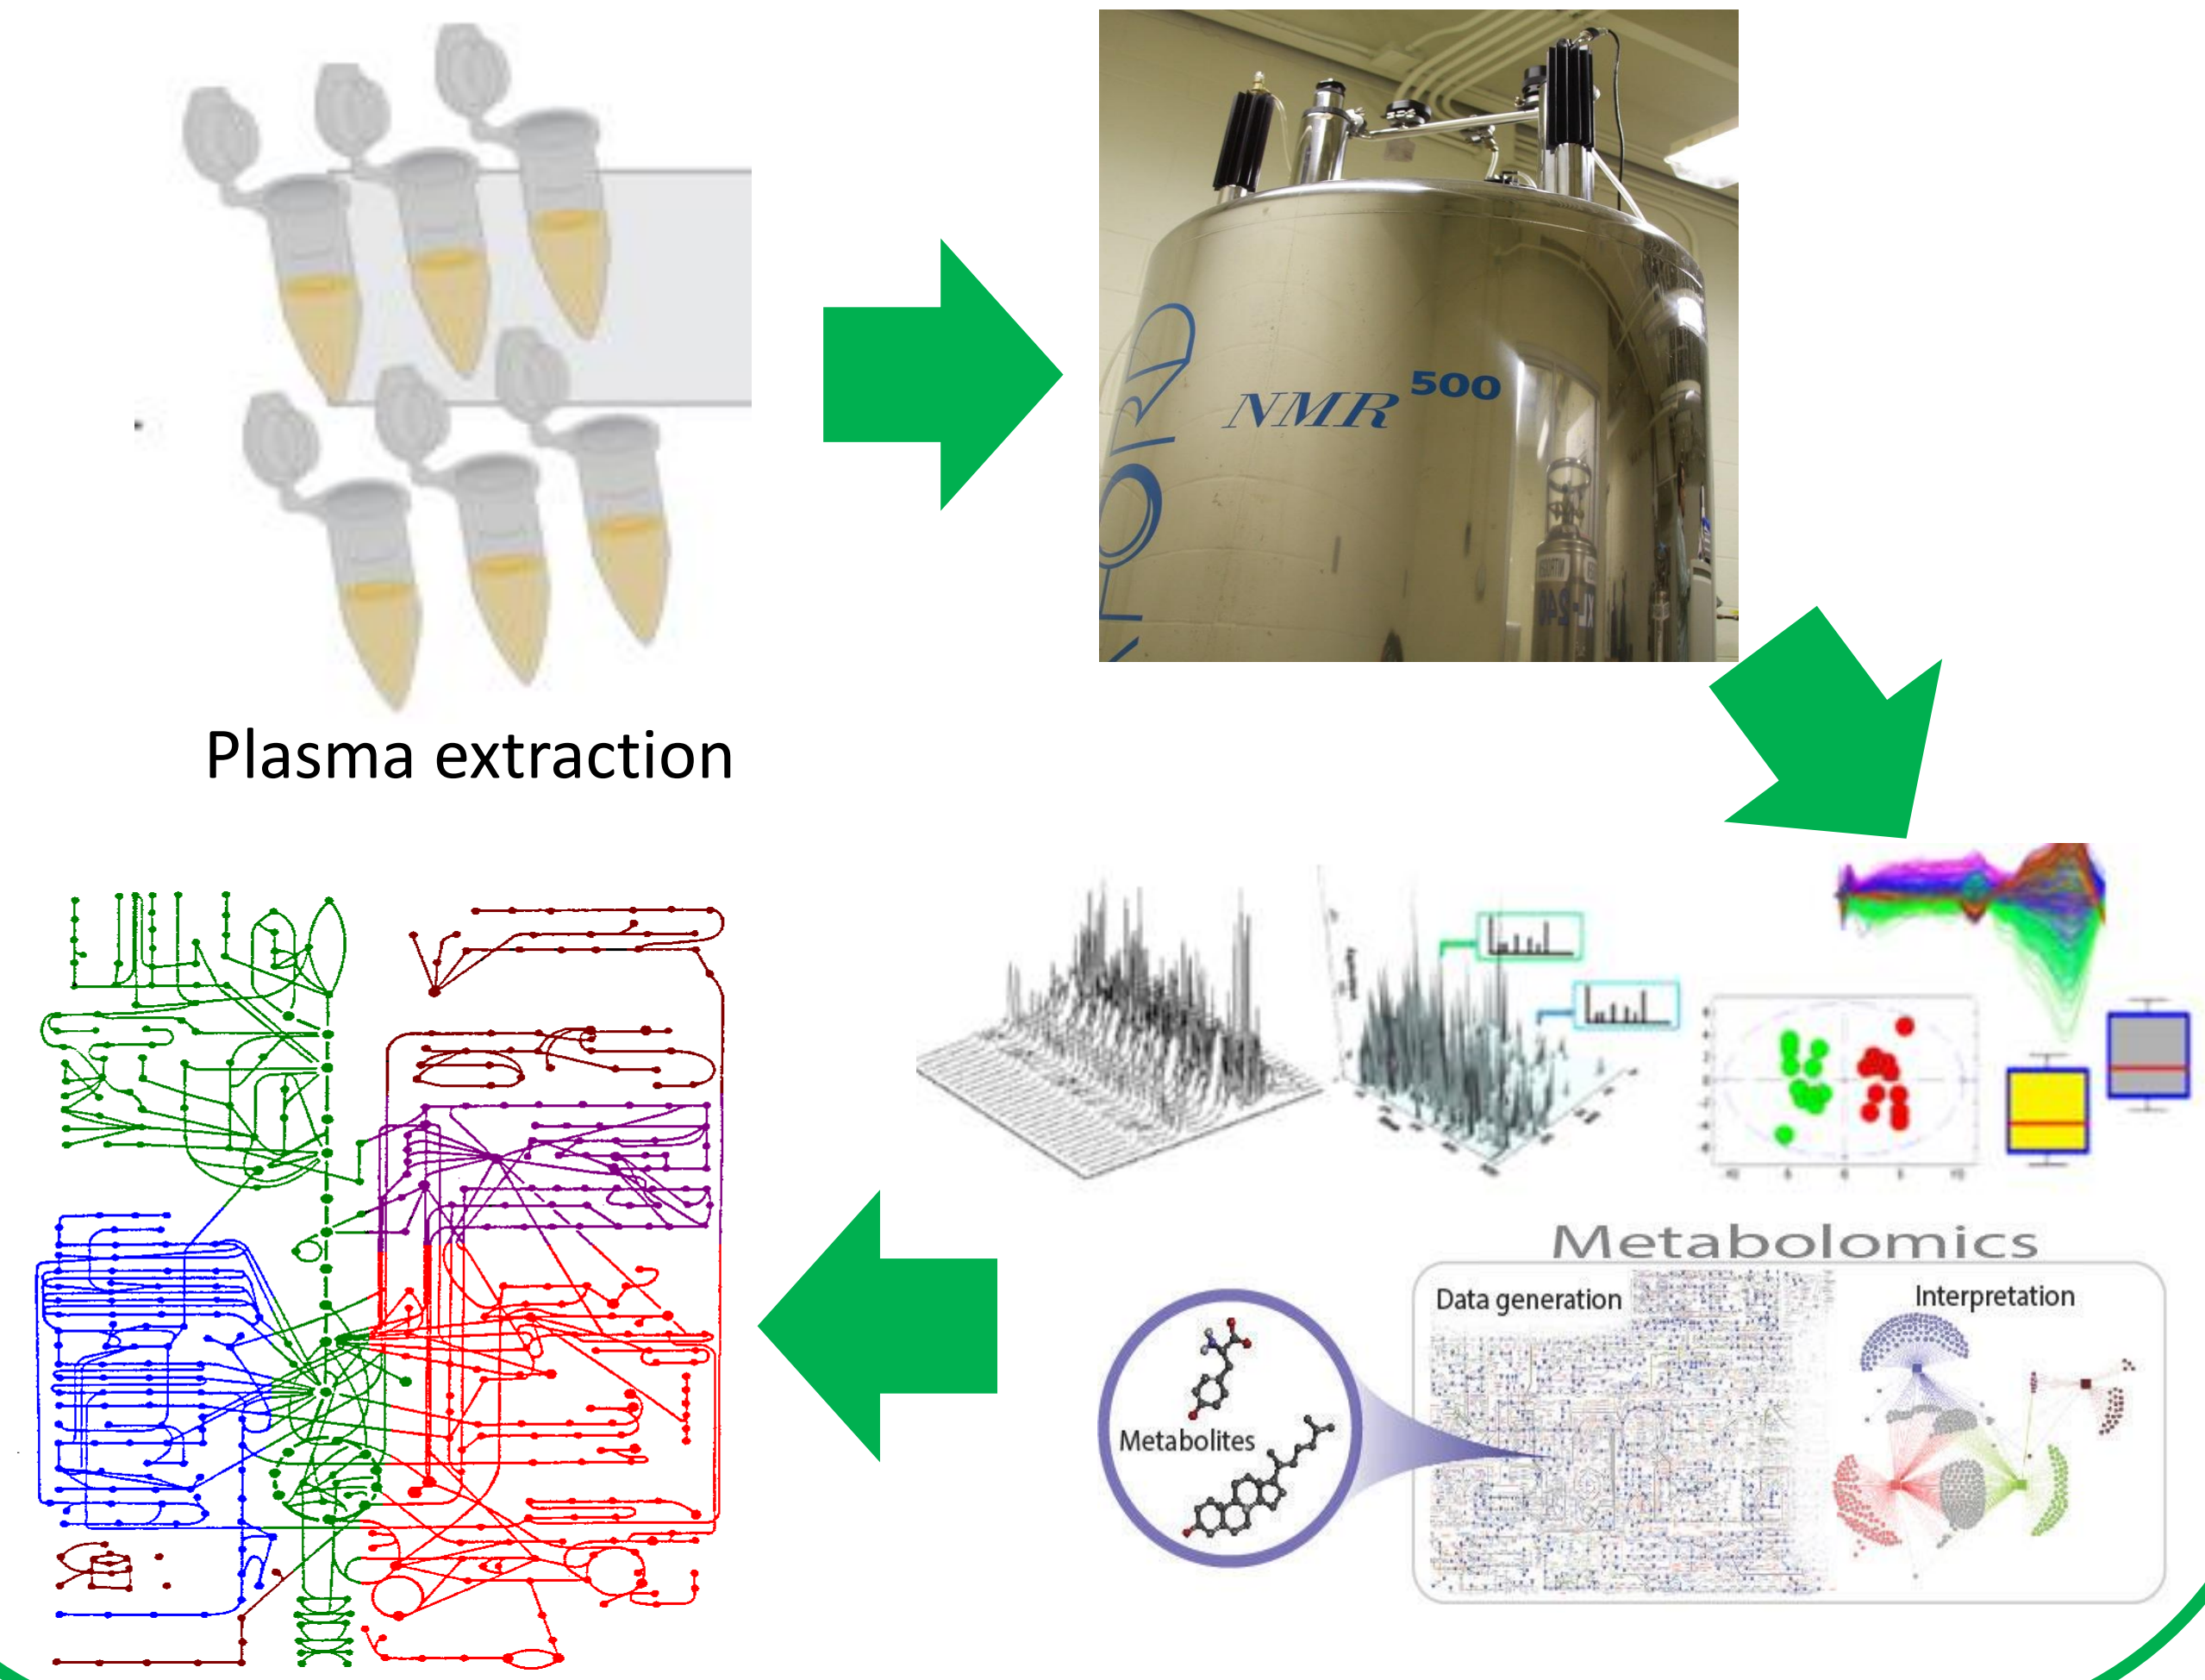 Plasma extraction
NMR 500
Metabolomics
Data generation
Interpretation
Metabolites